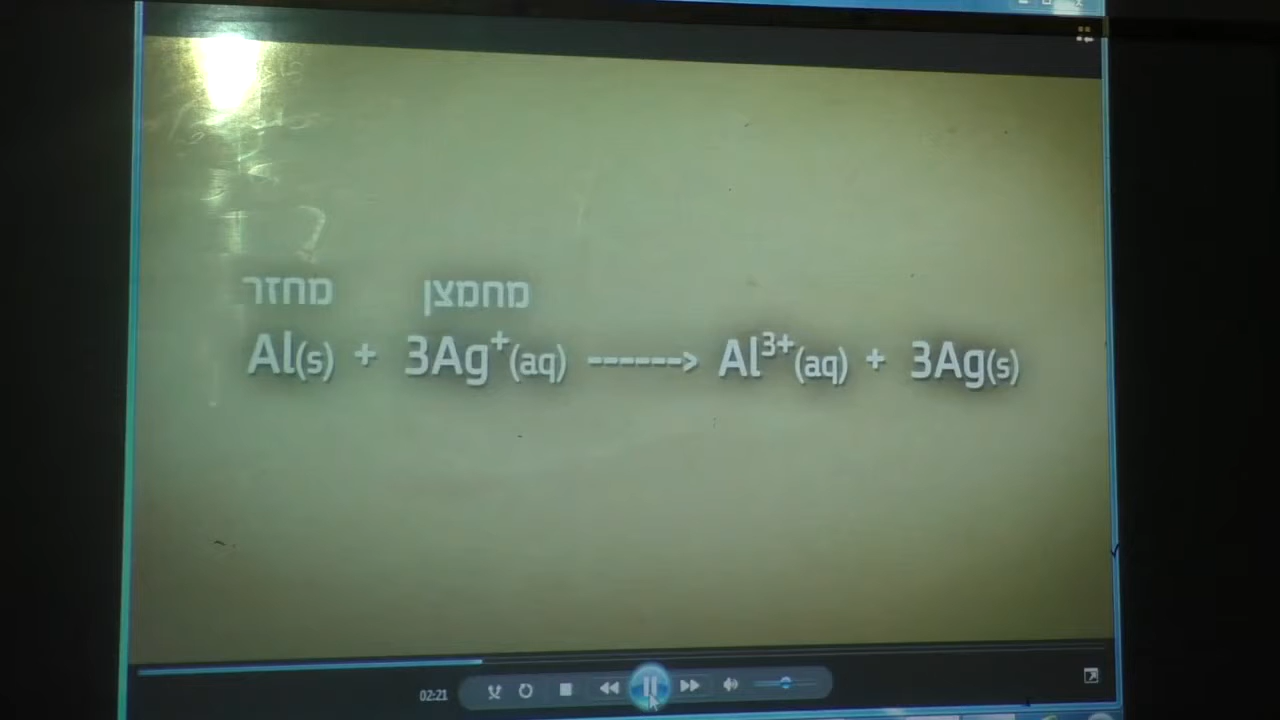 מחמצן מחזר
Al(s) + 3Ag⁺(aq) ------> Al³⁺(aq) + 3Ag(s)
02:21